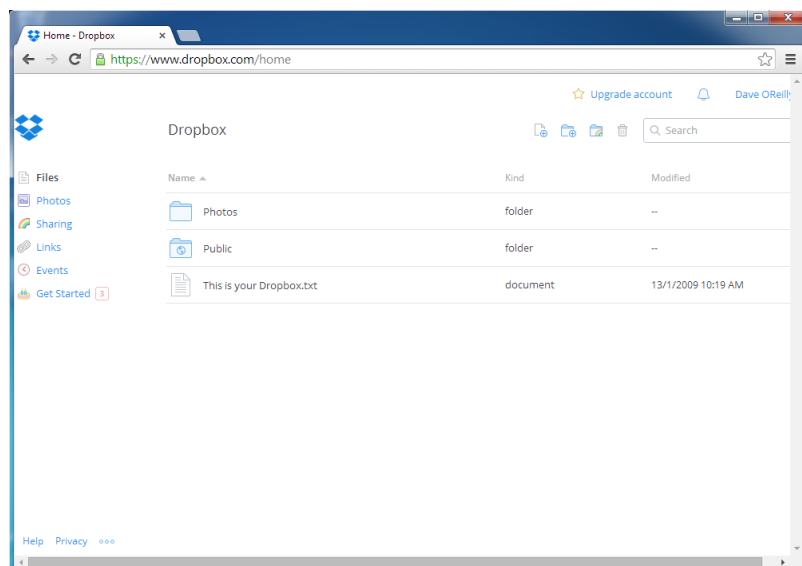 Home - Dropbox
https://www.dropbox.com/home
Upgrade account
Dave OReilly
Dropbox
Search
Files
Photos
Sharing
Links
Events
Get Started 3
Name Kind Modified
Photos folder --
Public folder --
This is your Dropbox.txt document 13/1/2009 10:19 AM
Help Privacy